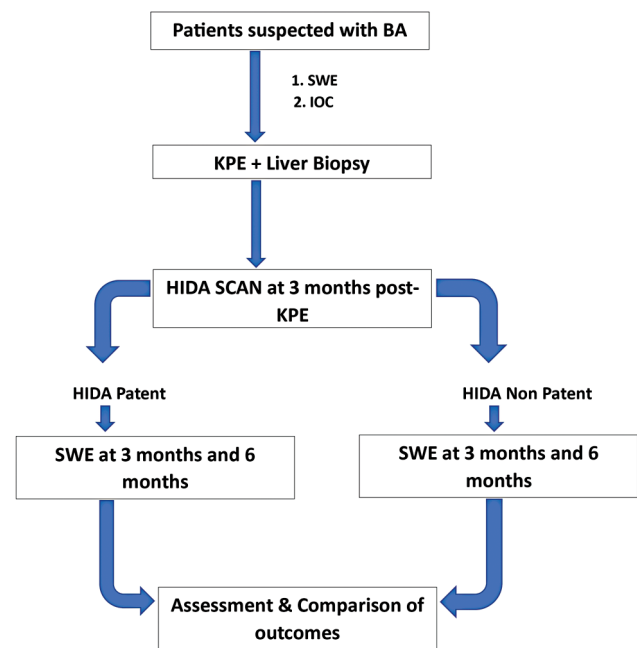 Patients suspected with BA
1. SWE
2. IOC
KPE + Liver Biopsy
HIDA SCAN at 3 months post-
KPE
HIDA Patent
HIDA Non Patent
SWE at 3 months and 6
months
SWE at 3 months and 6
months
Assessment & Comparison of
outcomes